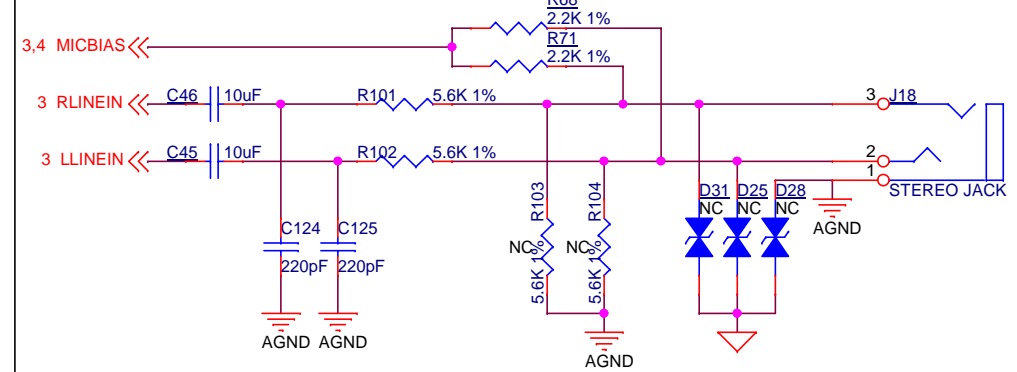 R68
2.2K 1%
R71
2.2K 1%
3,4 MICBIAS
3 RLINEIN
C46
10uF
R101
5.6K 1%
3
J18
3 LLINEIN
C45
10uF
R102
5.6K 1%
2
1
STEREO JACK
D31
NC
D25
NC
D28
NC
AGND
R103
NC
5.6K 1%
R104
NC
5.6K 1%
C124
220pF
C125
220pF
AGND
AGND
AGND